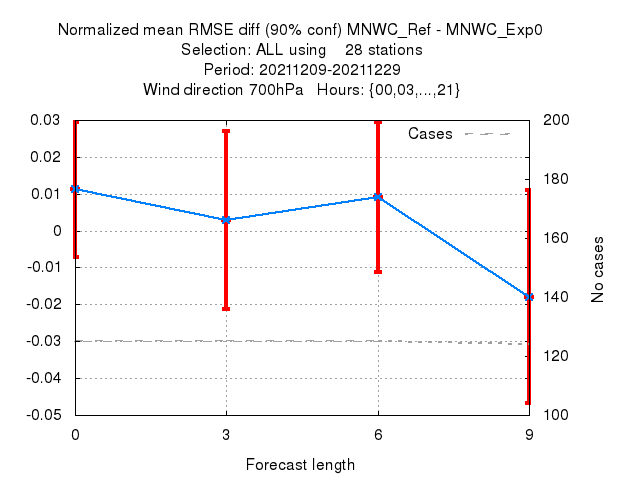 Normalized mean RMSE diff (90% conf) MNWC_Ref - MNWC_Exp0
Selection: ALL using    28 stations
Period: 20211209-20211229
Wind direction 700hPa   Hours: {00,03,...,21}
0.03
0.02
0.01
0
-0.01
-0.02
-0.03
-0.04
-0.05
Cases
200
180
160
140
120
100
No cases
0 3 6 9
Forecast length